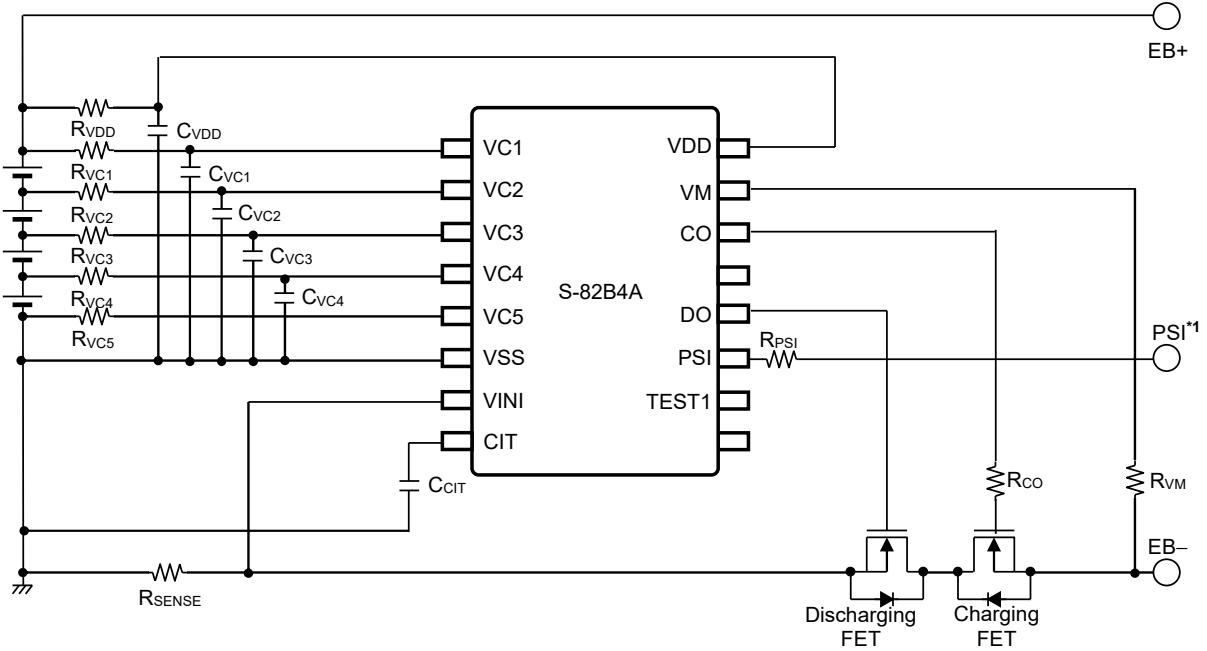 EB+
RVDD
CVDD
RVC1
CVC1
RVC2
CVC2
RVC3
CVC3
RVC4
CVC4
RVC5
VC1
VC2
VC3
VC4
VC5
VSS
VINI
CIT
S-82B4A
VDD
VM
CO
DO
PSI
TEST1
RPSI
PSI*1
CCIT
RCO
RVM
EB–
RSENSE
Discharging
FET
Charging
FET